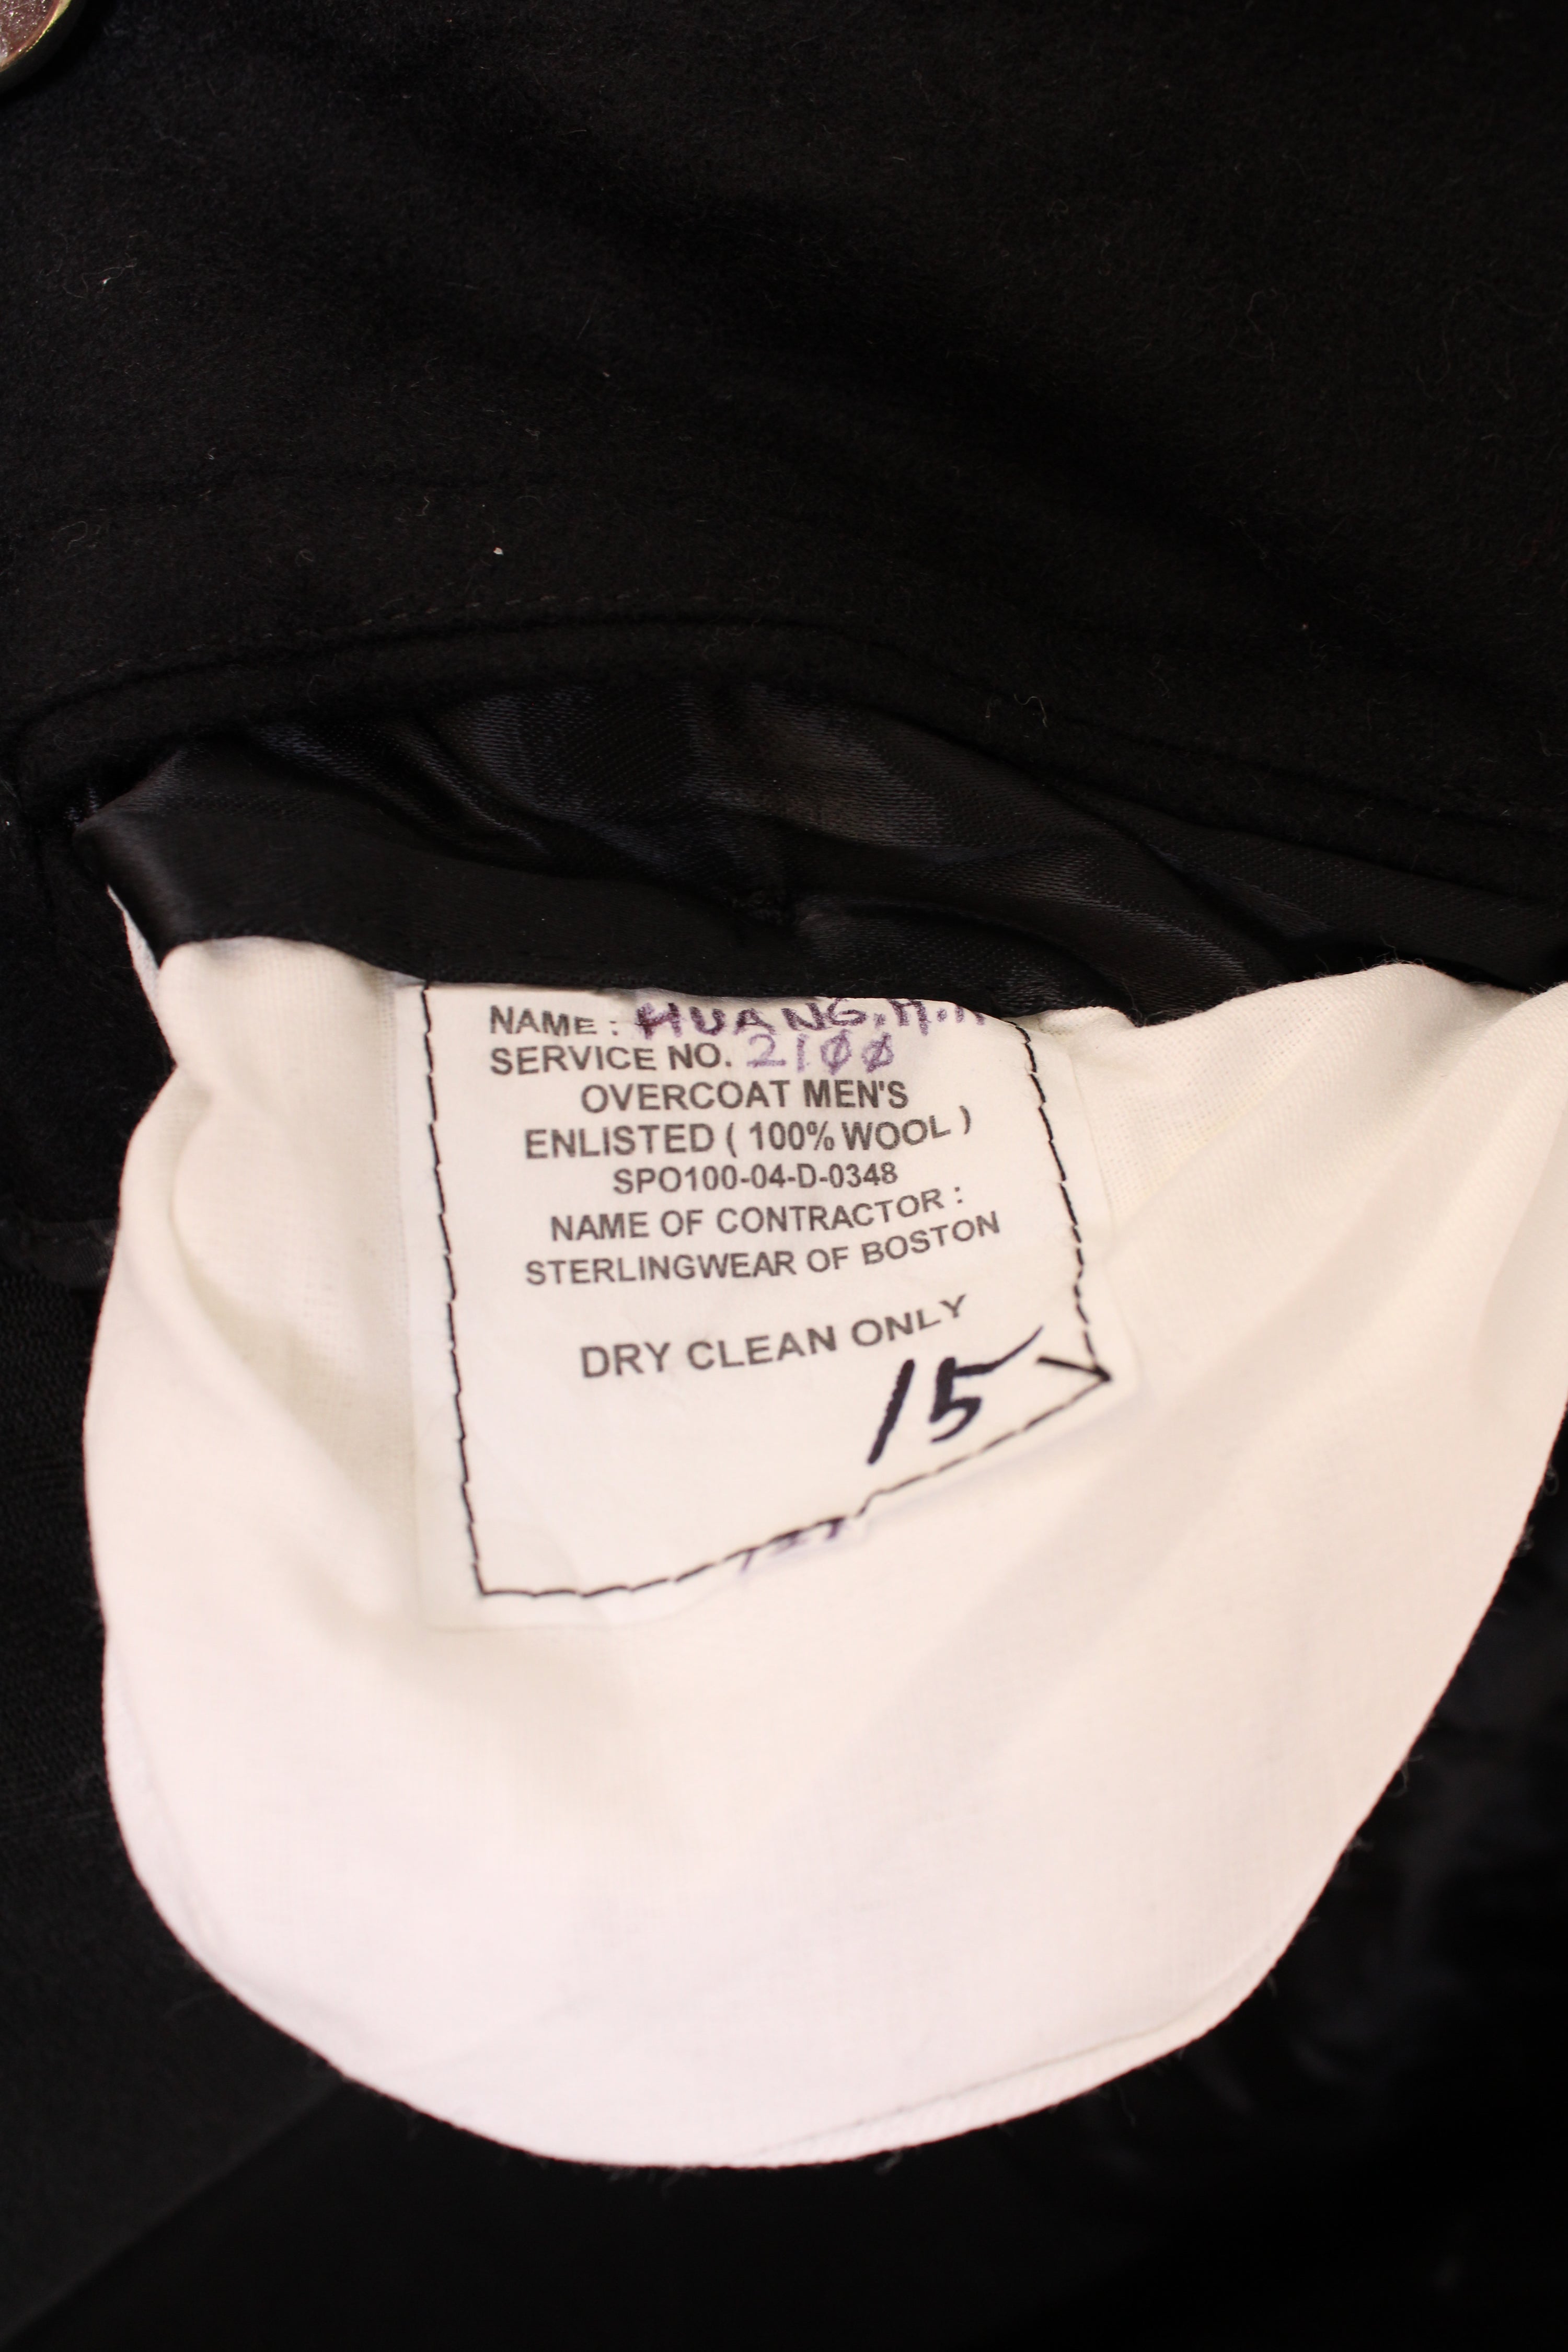 NAME : HUANG, H.H
SERVICE NO. 2100
OVERCOAT MEN'S
ENLISTED ( 100% WOOL )
SPO100-04-D-0348
NAME OF CONTRACTOR :
STERLINGWEAR OF BOSTON
DRY CLEAN ONLY
15